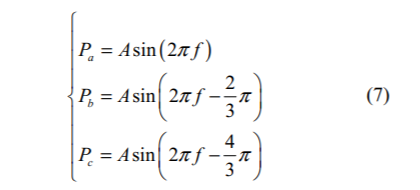 P_a = A sin(2πf)
P_b = A sin(2πf − 2/3 π) (7)
P_c = A sin(2πf − 4/3 π)